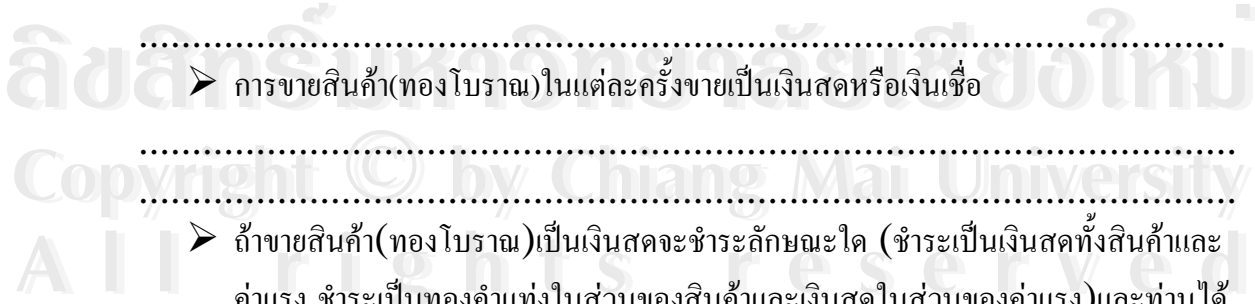 ลิขสิทธิ์มหาวิทยาลัยเชียงใหม่
................................................................................
➢ การขายสินค้า(ทองโบราณ)ในแต่ละครั้งขายเป็นเงินสดหรือเงินเชื่อ
................................................................................
Copyright © by Chiang Mai University
................................................................................
➢ ถ้าขายสินค้า(ทองโบราณ)เป็นเงินสดจะชำระลักษณะใด (ชำระเป็นเงินสดทั้งสินค้าและ
All rights reserved
ค่าแรง ชำระเป็นทองคำแท่งในส่วนของสินค้าและเงินสดในส่วนของค่าแรง)และท่านได้